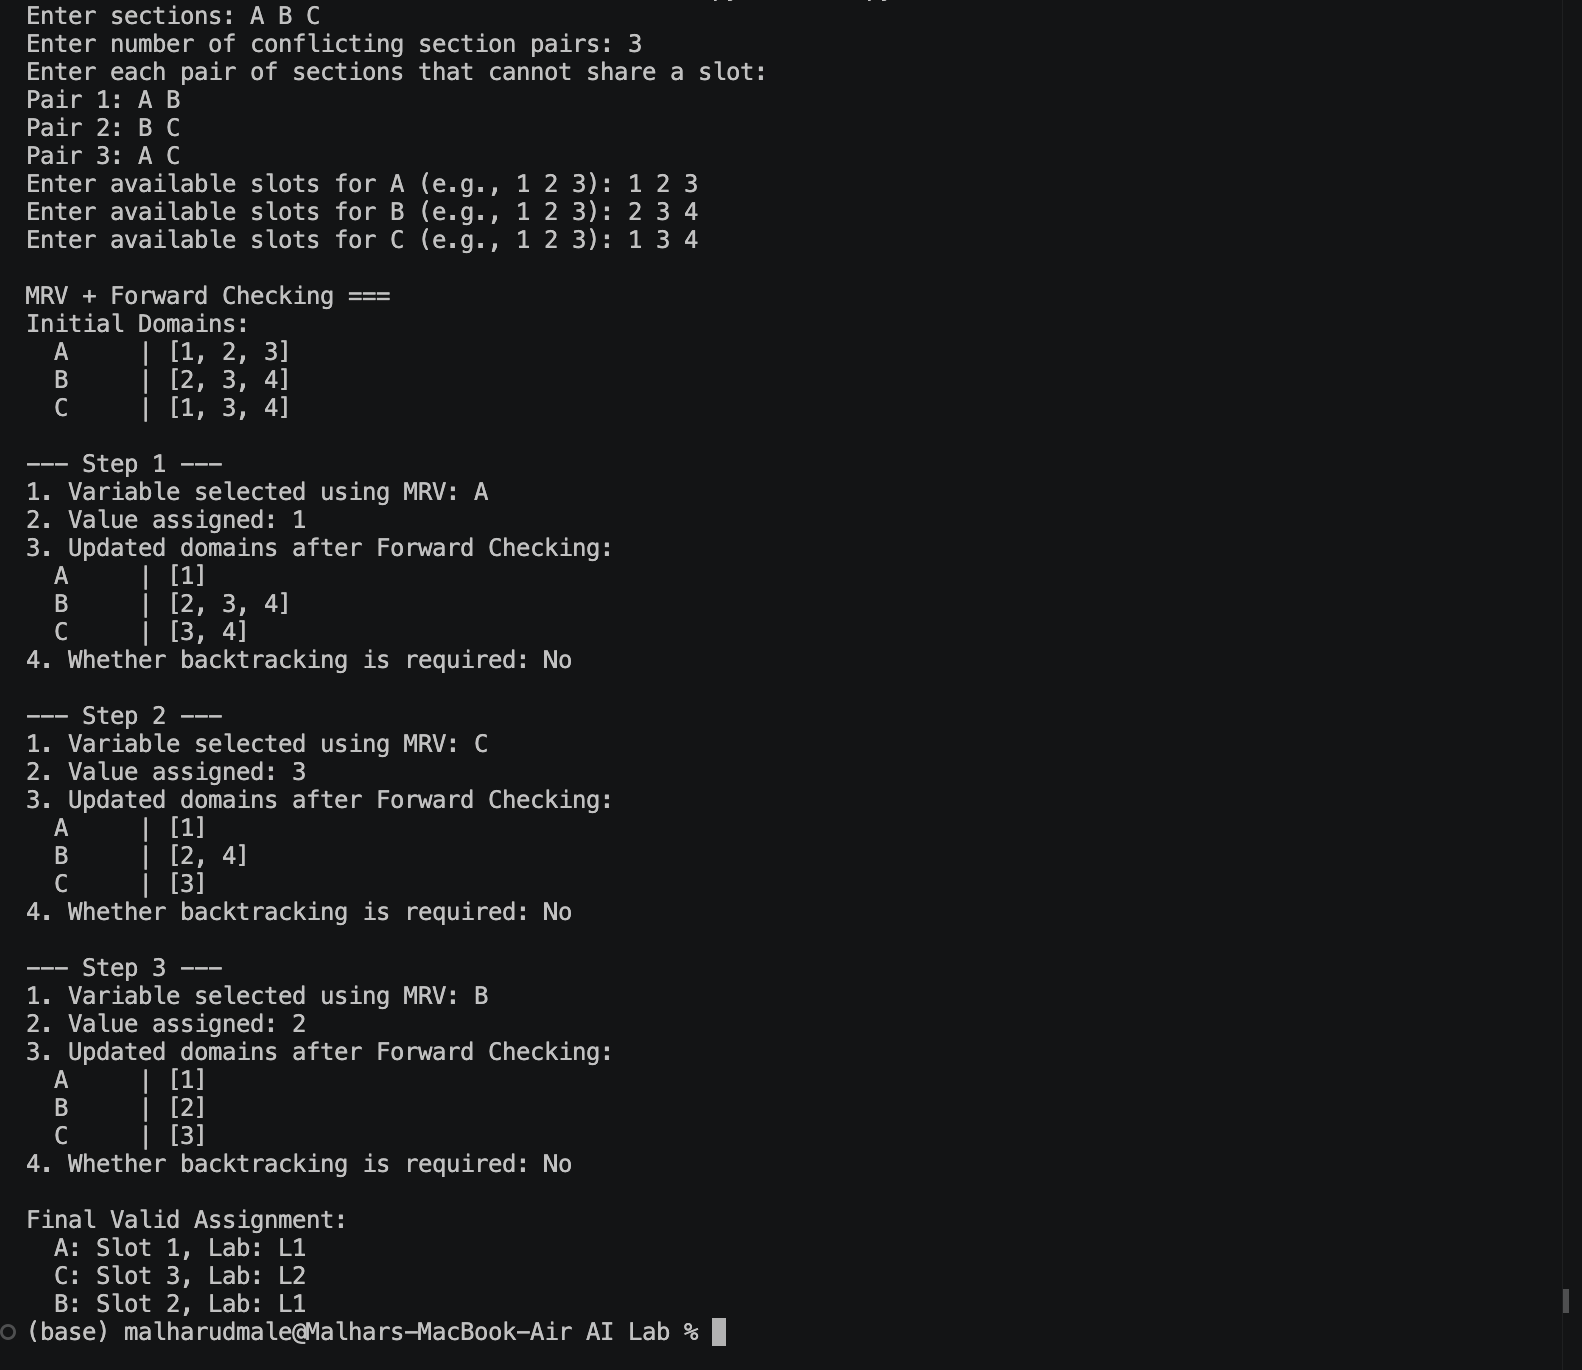 Enter sections: A B C
Enter number of conflicting section pairs: 3
Enter each pair of sections that cannot share a slot:
Pair 1: A B
Pair 2: B C
Pair 3: A C
Enter available slots for A (e.g., 1 2 3): 1 2 3
Enter available slots for B (e.g., 1 2 3): 2 3 4
Enter available slots for C (e.g., 1 2 3): 1 3 4

MRV + Forward Checking ===
Initial Domains:
  A     | [1, 2, 3]
  B     | [2, 3, 4]
  C     | [1, 3, 4]

--- Step 1 ---
1. Variable selected using MRV: A
2. Value assigned: 1
3. Updated domains after Forward Checking:
  A     | [1]
  B     | [2, 3, 4]
  C     | [3, 4]
4. Whether backtracking is required: No

--- Step 2 ---
1. Variable selected using MRV: C
2. Value assigned: 3
3. Updated domains after Forward Checking:
  A     | [1]
  B     | [2, 4]
  C     | [3]
4. Whether backtracking is required: No

--- Step 3 ---
1. Variable selected using MRV: B
2. Value assigned: 2
3. Updated domains after Forward Checking:
  A     | [1]
  B     | [2]
  C     | [3]
4. Whether backtracking is required: No

Final Valid Assignment:
  A: Slot 1, Lab: L1
  C: Slot 3, Lab: L2
  B: Slot 2, Lab: L1
(base) malharudmale@Malhars-MacBook-Air AI Lab %